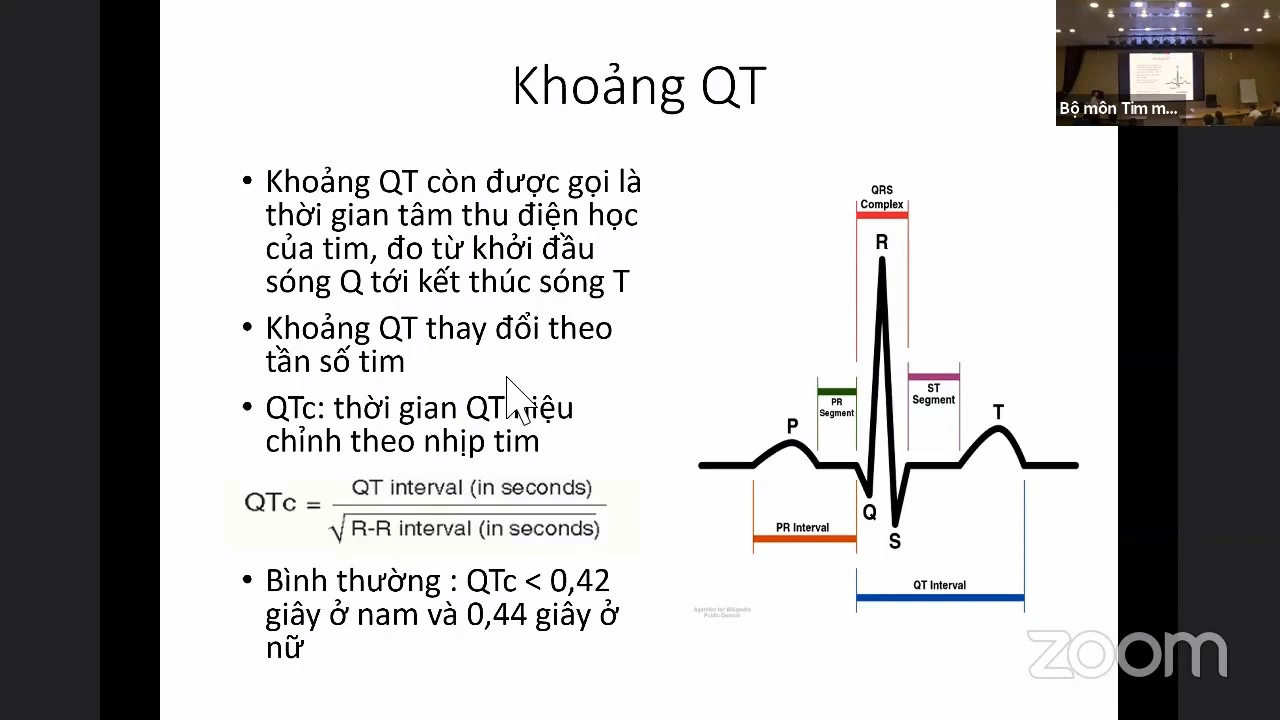 Khoảng QT
Bộ môn Tim m...
• Khoảng QT còn được gọi là
thời gian tâm thu điện học
của tim, đo từ khởi đầu
sóng Q tới kết thúc sóng T
• Khoảng QT thay đổi theo
tần số tim
• QTc: thời gian QT hiệu
chỉnh theo nhịp tim
QTc = QT interval (in seconds)
√R-R interval (in seconds)
• Bình thường : QTc < 0,42
giây ở nam và 0,44 giây ở
nữ
QRS
Complex
R
PR
Segment
ST
Segment
P
T
Q
S
PR Interval
QT Interval
Agateller for Wikipedia
Public Domain
zoom